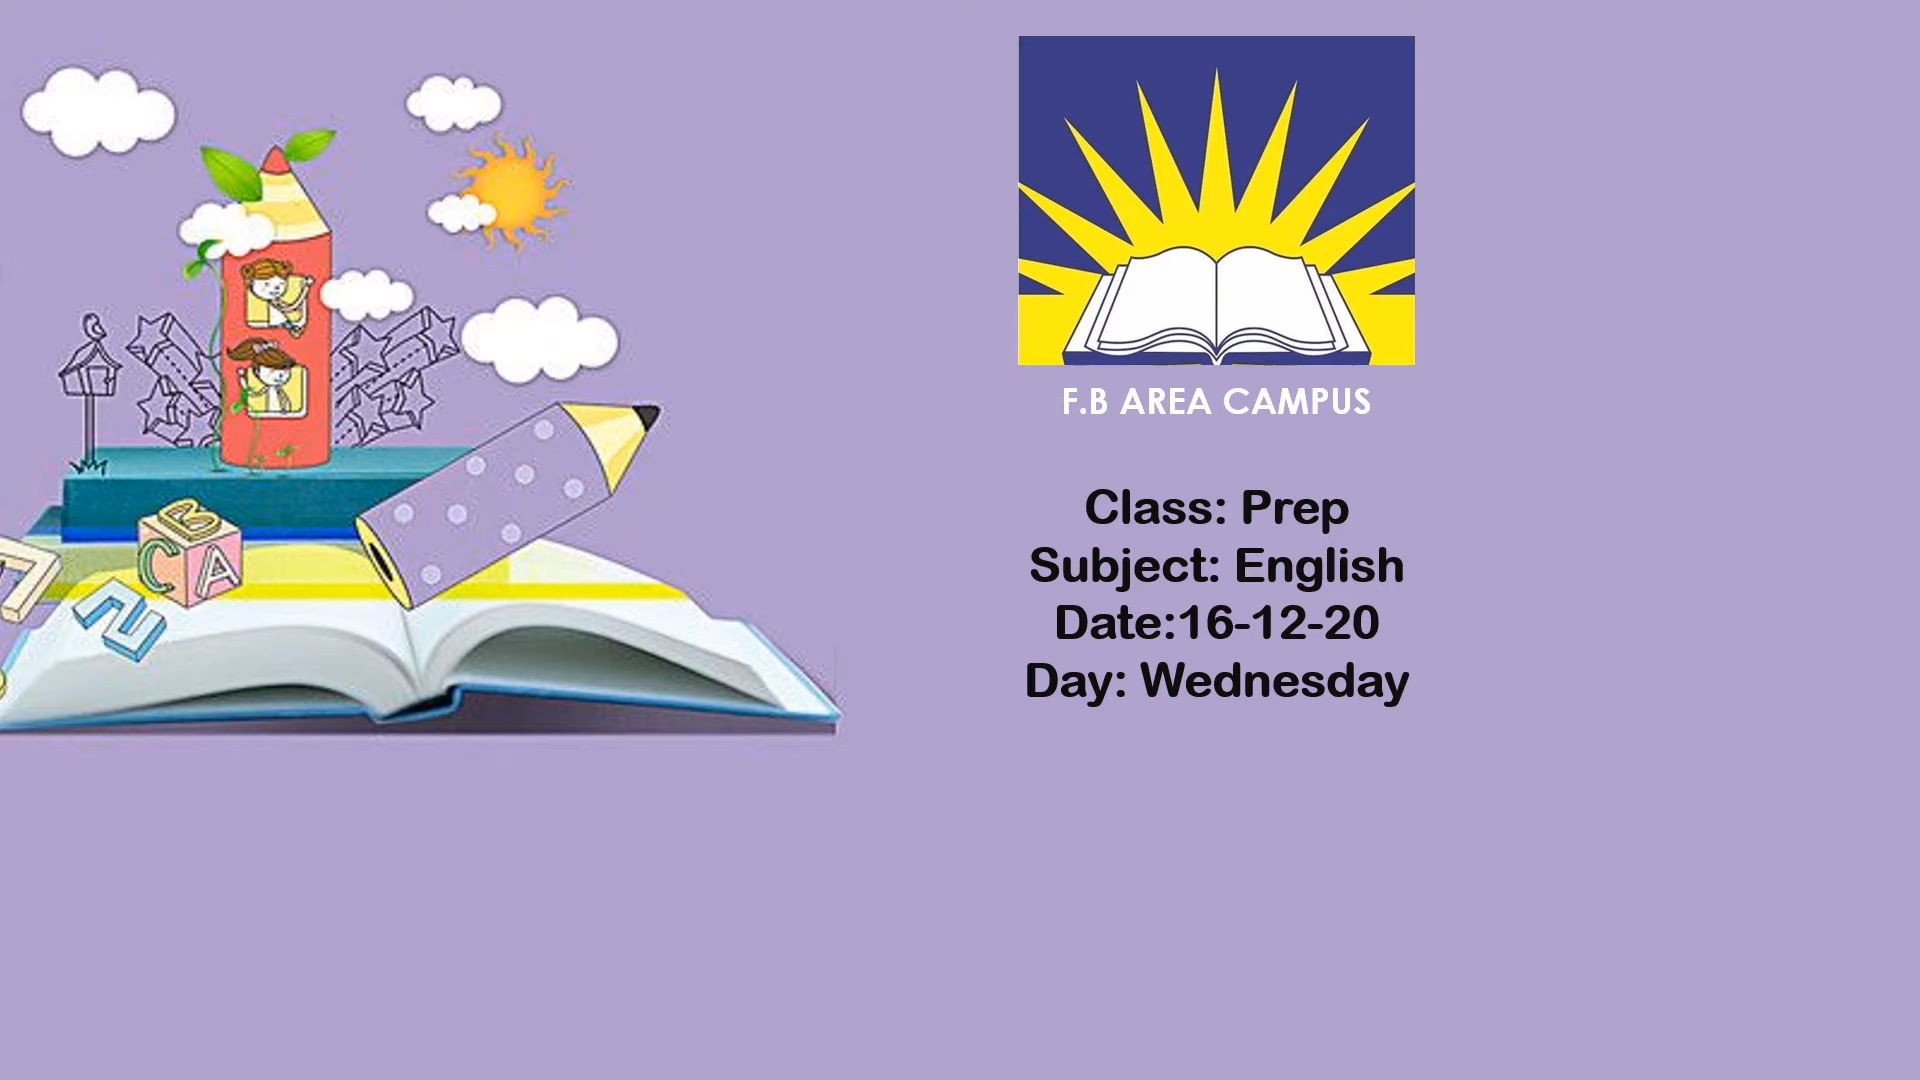 F.B AREA CAMPUS
Class: Prep
Subject: English
Date:16-12-20
Day: Wednesday
B
C A